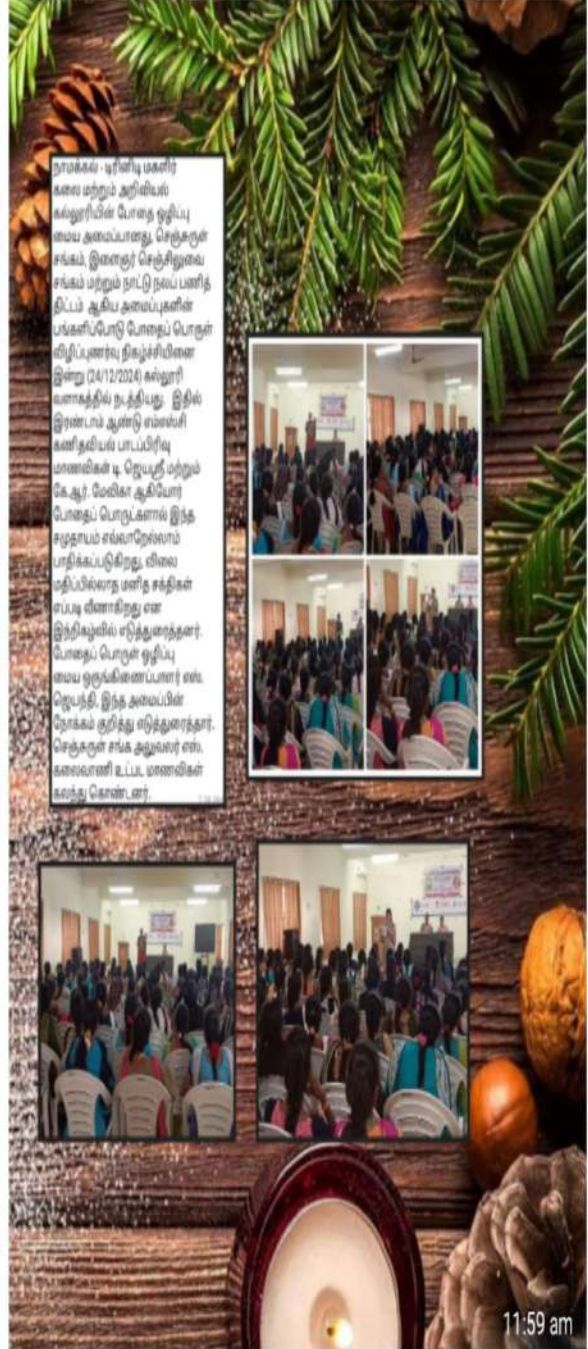 நாமக்கல் - டிரினிடி மகளிர்
கலை மற்றும் அறிவியல்
கல்லூரியின் போதை ஒழிப்பு
மைய அமைப்பானது, செஞ்சுருள்
சங்கம், இளைஞர் செஞ்சிலுவை
சங்கம் மற்றும் நாட்டு நலப் பணித்
திட்டம் ஆகிய அமைப்புகளின்
பங்களிப்போடு போதைப் பொருள்
விழிப்புணர்வு நிகழ்ச்சியினை
இன்று (24/12/2024) கல்லூரி
வளாகத்தில் நடத்தியது. இதில்
இரண்டாம் ஆண்டு எம்எஸ்சி
கணிதவியல் பாடப்பிரிவு
மாணவிகள் டி. ஜெயஸ்ரீ மற்றும்
கே.ஆர். மேலிகா ஆகியோர்
போதைப் பொருட்களால் இந்த
சமுதாயம் எவ்வாறேல்லாம்
பாதிக்கப்படுகிறது, விலை
மதிப்பில்லாத மனித சக்திகள்
எப்படி வீணாகிறது என
இந்நிகழ்வில் எடுத்துரைத்தனர்.
போதைப் பொருள் ஒழிப்பு
மைய ஒருங்கிணைப்பாளர் எஸ்.
ஜெயந்தி, இந்த அமைப்பின்
நோக்கம் குறித்து எடுத்துரைத்தார்.
செஞ்சுருள் சங்க அலுவலர் எஸ்.
கலைவாணி உட்பட மாணவிகள்
கலந்து கொண்டனர்.
11:59 am